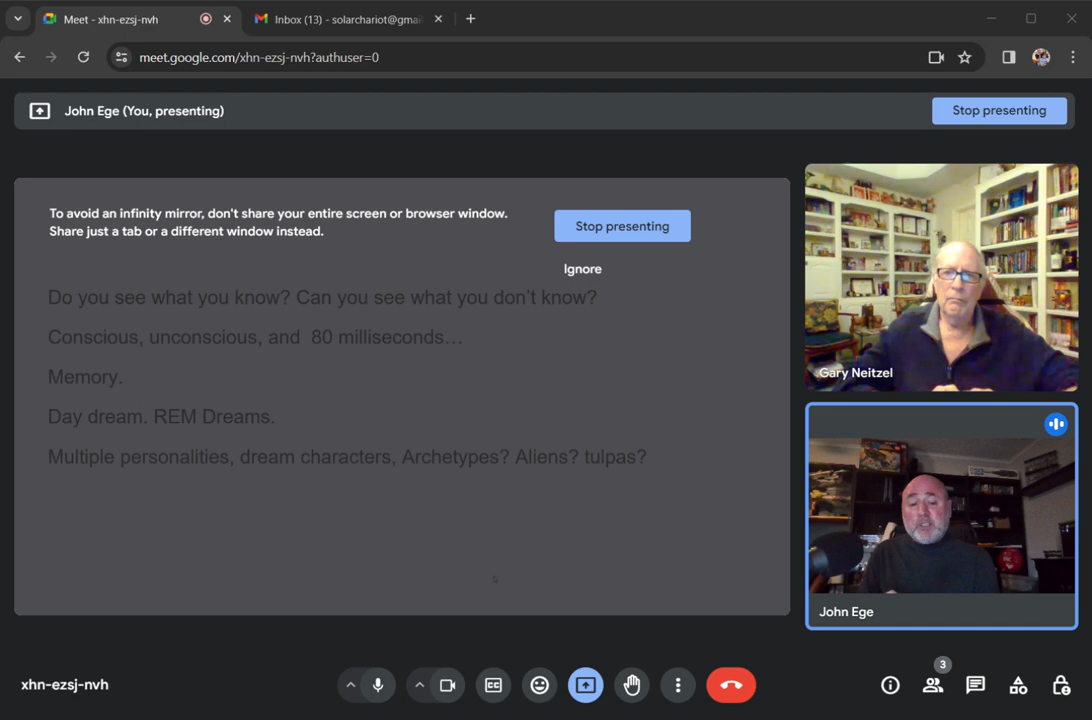 Meet - xhn-ezsj-nvh
Inbox (13) - solarchariot@gmai
meet.google.com/xhn-ezsj-nvh?authuser=0
John Ege (You, presenting)
Stop presenting
To avoid an infinity mirror, don't share your entire screen or browser window.
Share just a tab or a different window instead.
Stop presenting
Ignore
Do you see what you know? Can you see what you don't know?
Conscious, unconscious, and 80 milliseconds…
Memory.
Day dream. REM Dreams.
Multiple personalities, dream characters, Archetypes? Aliens? tulpas?
Gary Neitzel
John Ege
xhn-ezsj-nvh
CC
3